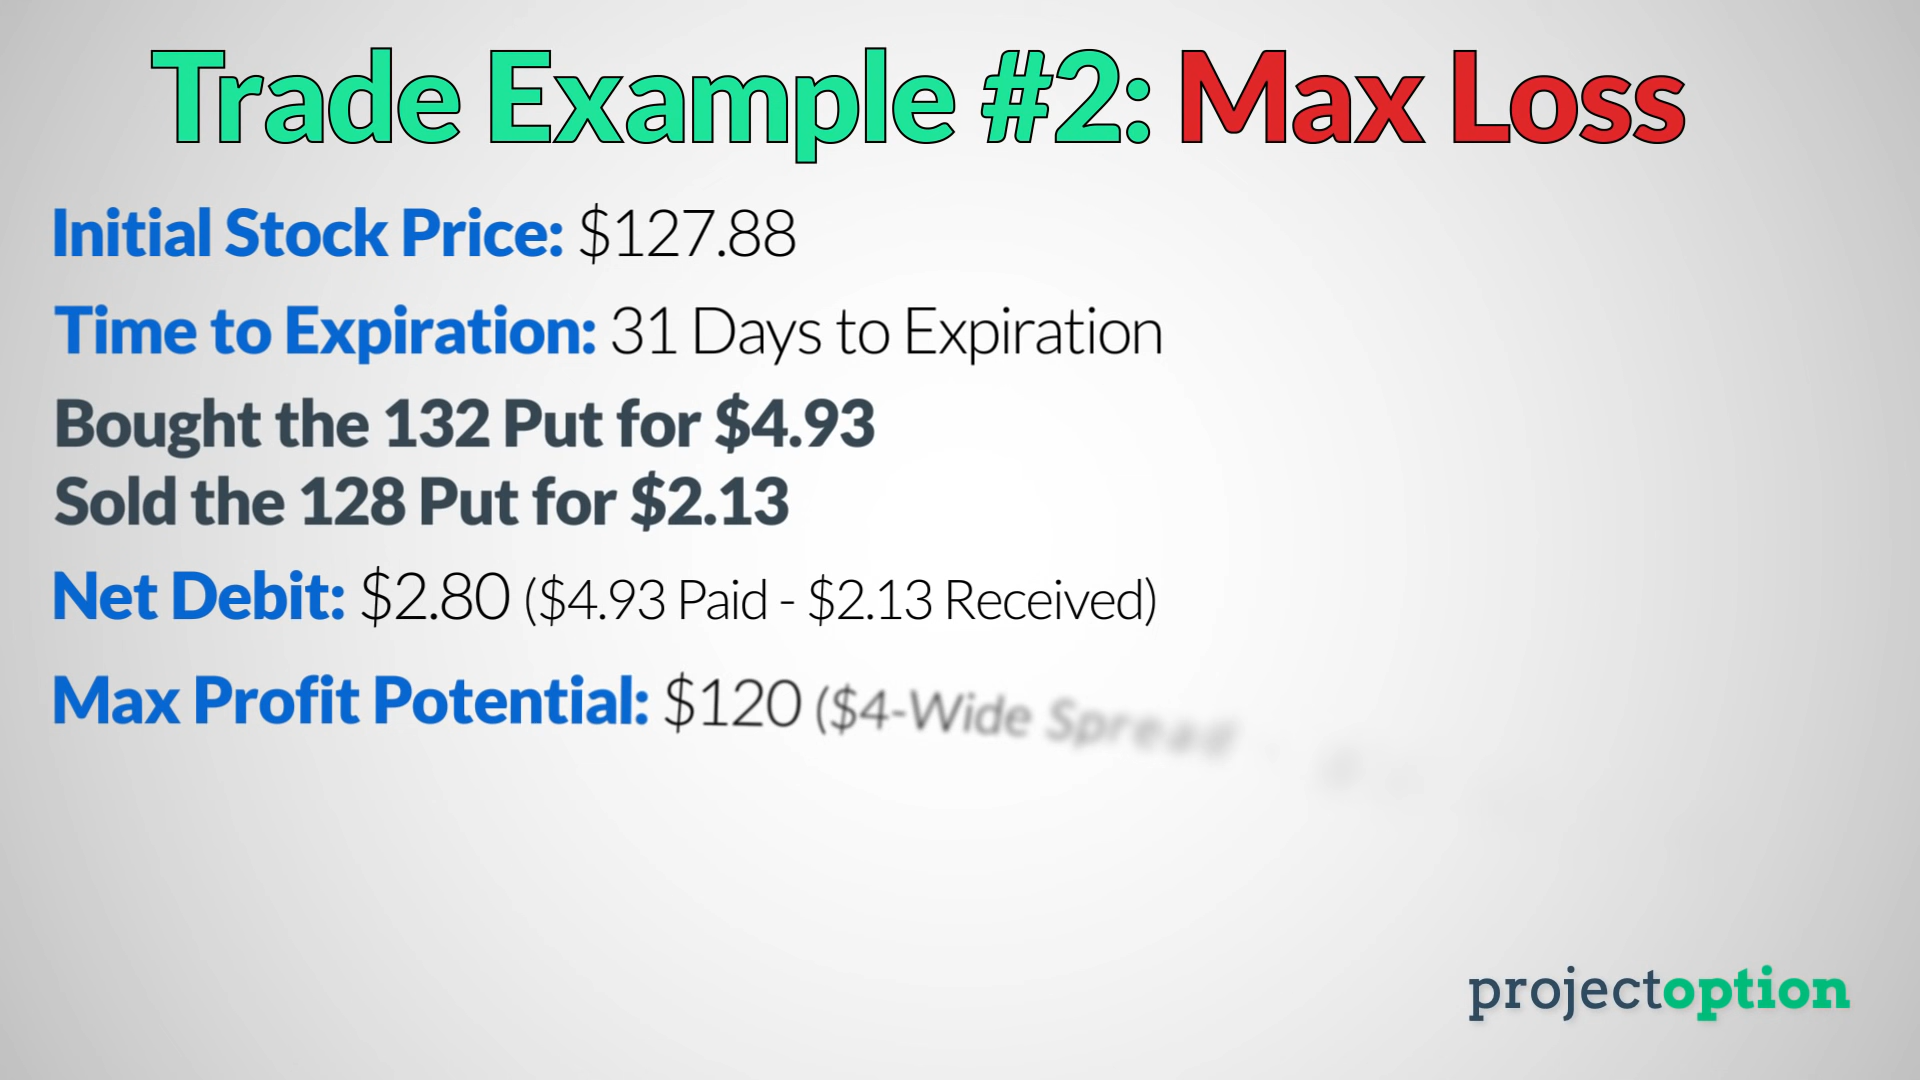 Trade Example #2: Max Loss
Initial Stock Price: $127.88
Time to Expiration: 31 Days to Expiration
Bought the 132 Put for $4.93
Sold the 128 Put for $2.13
Net Debit: $2.80 ($4.93 Paid - $2.13 Received)
Max Profit Potential: $120 ($4-Wide Spread
projectoption